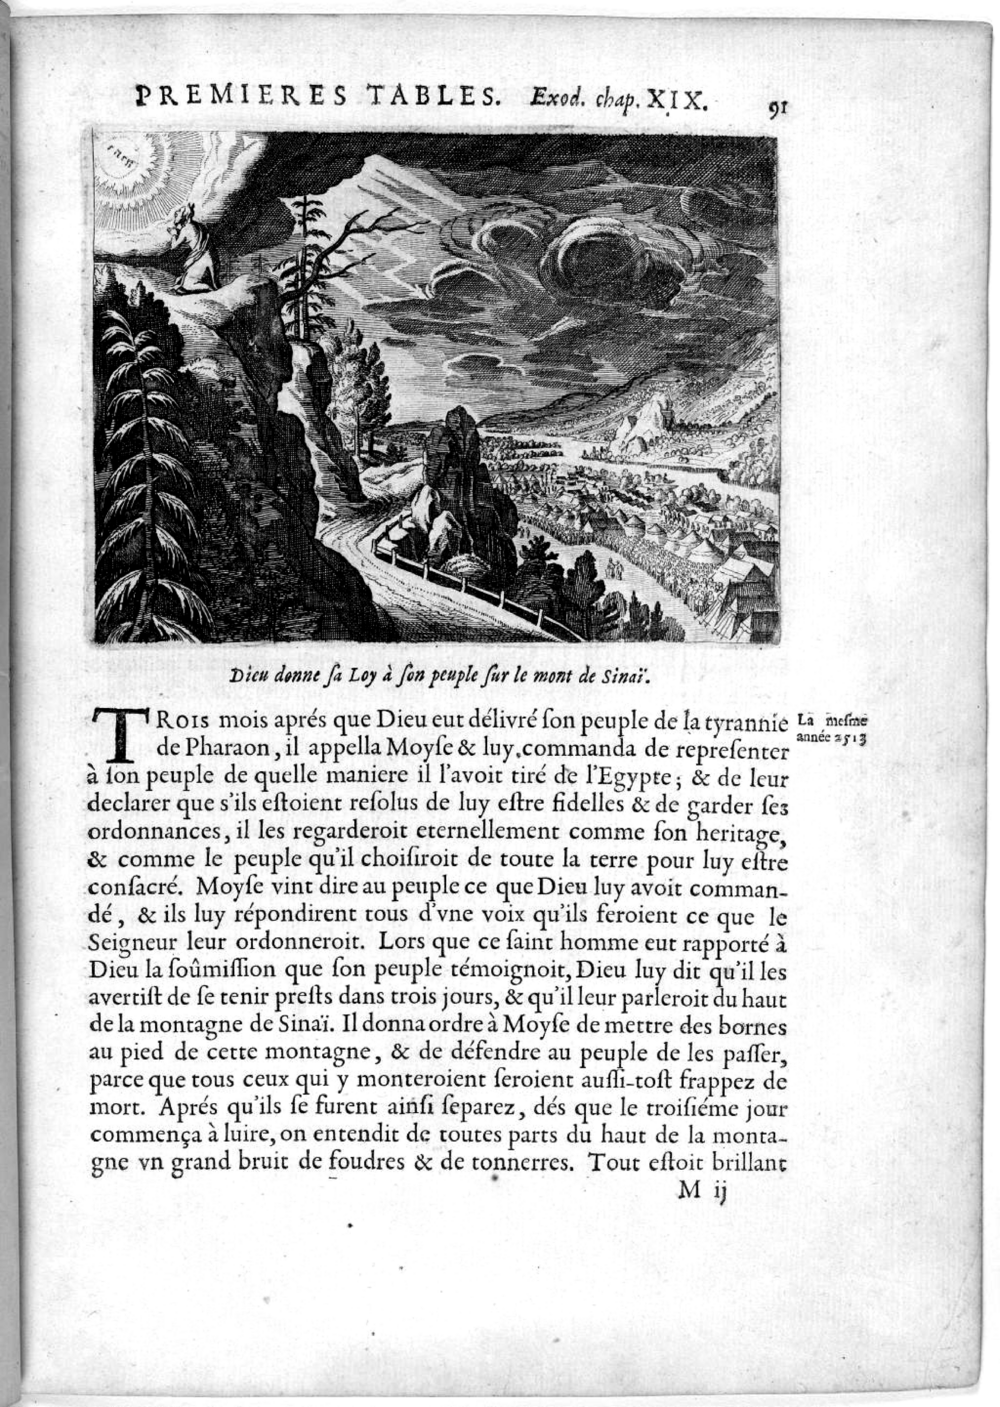 PREMIERES TABLES. Exod. chap. XIX. 91
Dieu donne ſa Loy à ſon peuple ſur le mont de Sinaï.
TROIS mois aprés que Dieu eut délivré ſon peuple de la tyrannie
La meſme
année 2513
de Pharaon, il appella Moyſe & luy commanda de repreſenter
à ſon peuple de quelle maniere il l'avoit tiré de l'Egypte; & de leur
declarer que s'ils eſtoient reſolus de luy eſtre fidelles & de garder ſes
ordonnances, il les regarderoit eternellement comme ſon heritage,
& comme le peuple qu'il choiſiroit de toute la terre pour luy eſtre
conſacré. Moyſe vint dire au peuple ce que Dieu luy avoit comman-
dé, & ils luy répondirent tous d'vne voix qu'ils feroient ce que le
Seigneur leur ordonneroit. Lors que ce ſaint homme eut rapporté à
Dieu la ſoûmiſſion que ſon peuple témoignoit, Dieu luy dit qu'il les
avertiſt de ſe tenir preſts dans trois jours, & qu'il leur parleroit du haut
de la montagne de Sinaï. Il donna ordre à Moyſe de mettre des bornes
au pied de cette montagne, & de défendre au peuple de les paſſer,
parce que tous ceux qui y monteroient ſeroient auſſi-toſt frappez de
mort. Aprés qu'ils ſe furent ainſi ſeparez, dés que le troiſiéme jour
commença à luire, on entendit de toutes parts du haut de la monta-
gne vn grand bruit de foudres & de tonnerres. Tout eſtoit brillant
M ij